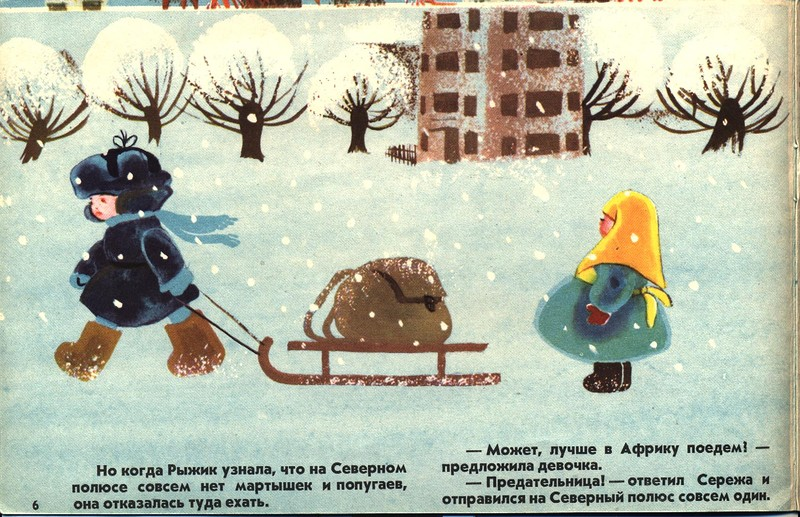 Но когда Рыжик узнала, что на Северном
полюсе совсем нет мартышек и попугаев,
она отказалась туда ехать.
— Может, лучше в Африку поедем? —
предложила девочка.
— Предательница! — ответил Сережа и
отправился на Северный полюс совсем один.
6